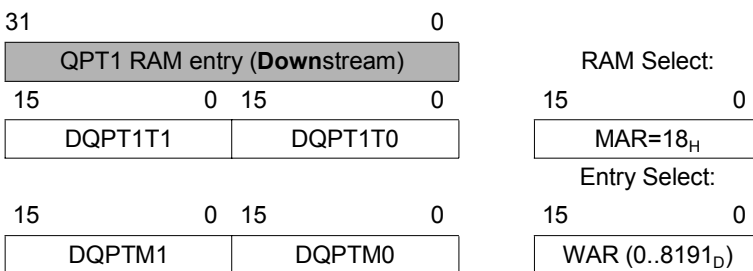 31 0
QPT1 RAM entry (Downstream) RAM Select:
15 0 15 0 15 0
DQPT1T1 DQPT1T0 MAR=18H
Entry Select:
15 0 15 0 15 0
DQPTM1 DQPTM0 WAR (0..8191D)